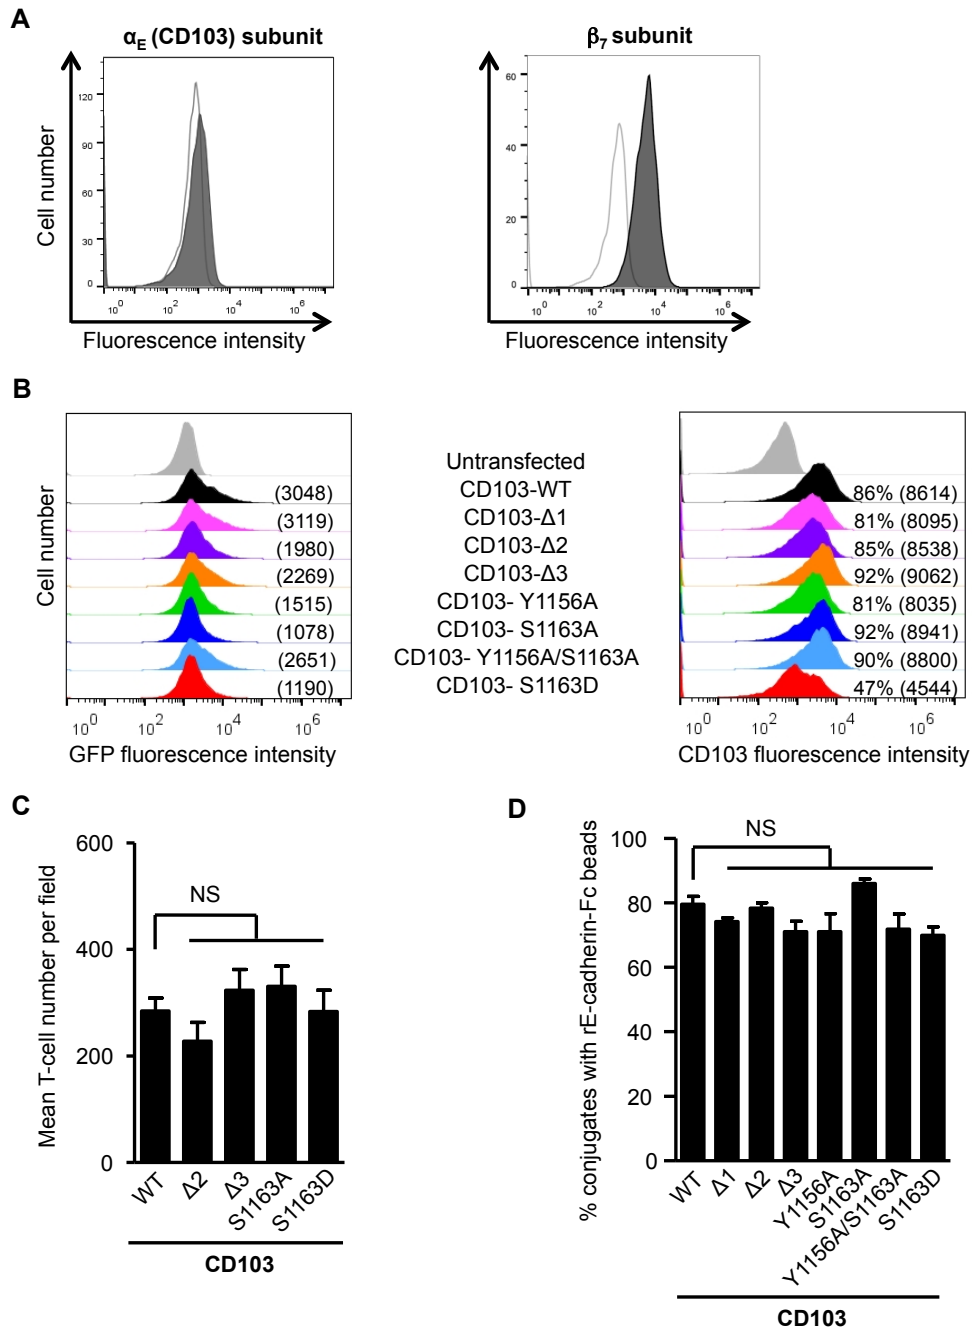 A
αE (CD103) subunit
β7 subunit
Cell number
120
90
60
30
0
10^0 10^2 10^4 10^6
Fluorescence intensity
60
40
20
0
10^0 10^2 10^4 10^6
Fluorescence intensity
B
Cell number
(3048)
(3119)
(1980)
(2269)
(1515)
(1078)
(2651)
(1190)
10^0 10^2 10^4 10^6
GFP fluorescence intensity
Untransfected
CD103-WT
CD103-Δ1
CD103-Δ2
CD103-Δ3
CD103- Y1156A
CD103- S1163A
CD103- Y1156A/S1163A
CD103- S1163D
86% (8614)
81% (8095)
85% (8538)
92% (9062)
81% (8035)
92% (8941)
90% (8800)
47% (4544)
10^0 10^2 10^4 10^6
CD103 fluorescence intensity
C
Mean T-cell number per field
600
400
200
0
NS
WT Δ2 Δ3 S1163A S1163D
CD103
D
% conjugates with rE-cadherin-Fc beads
100
80
60
40
20
0
NS
WT Δ1 Δ2 Δ3 Y1156A S1163A Y1156A/S1163A S1163D
CD103